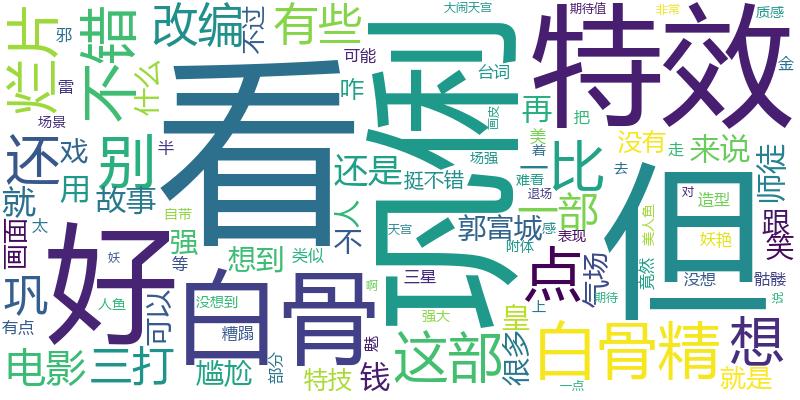 大闹天宫
期待值
非常
质感
邪
不错
改编
不过
有些
巩俐
特效
烂片
什么
雷
看
可能
咋
台词
金
场景
别
半
画皮
再
美
把
没有
走
来说
还
戏
还是
挺不错
场强
着
一
比
难看
去
师徒
用
就
故事
人
不
郭富城
退场
一部
但
对
造型
跟
画面
太
自带
强
天宫
感
表现
美人鱼
妖艳
笑
好
想到
类似
附体
点
气场
竟然
没想
骷髅
巩
妖
等
白骨
三星
啊
上
期待
人鱼
没想到
可以
强大
皇
有点
糟蹋
这部
很多
白骨精
想
电影
三打
尴尬
部分
特技
钱
一点
就是